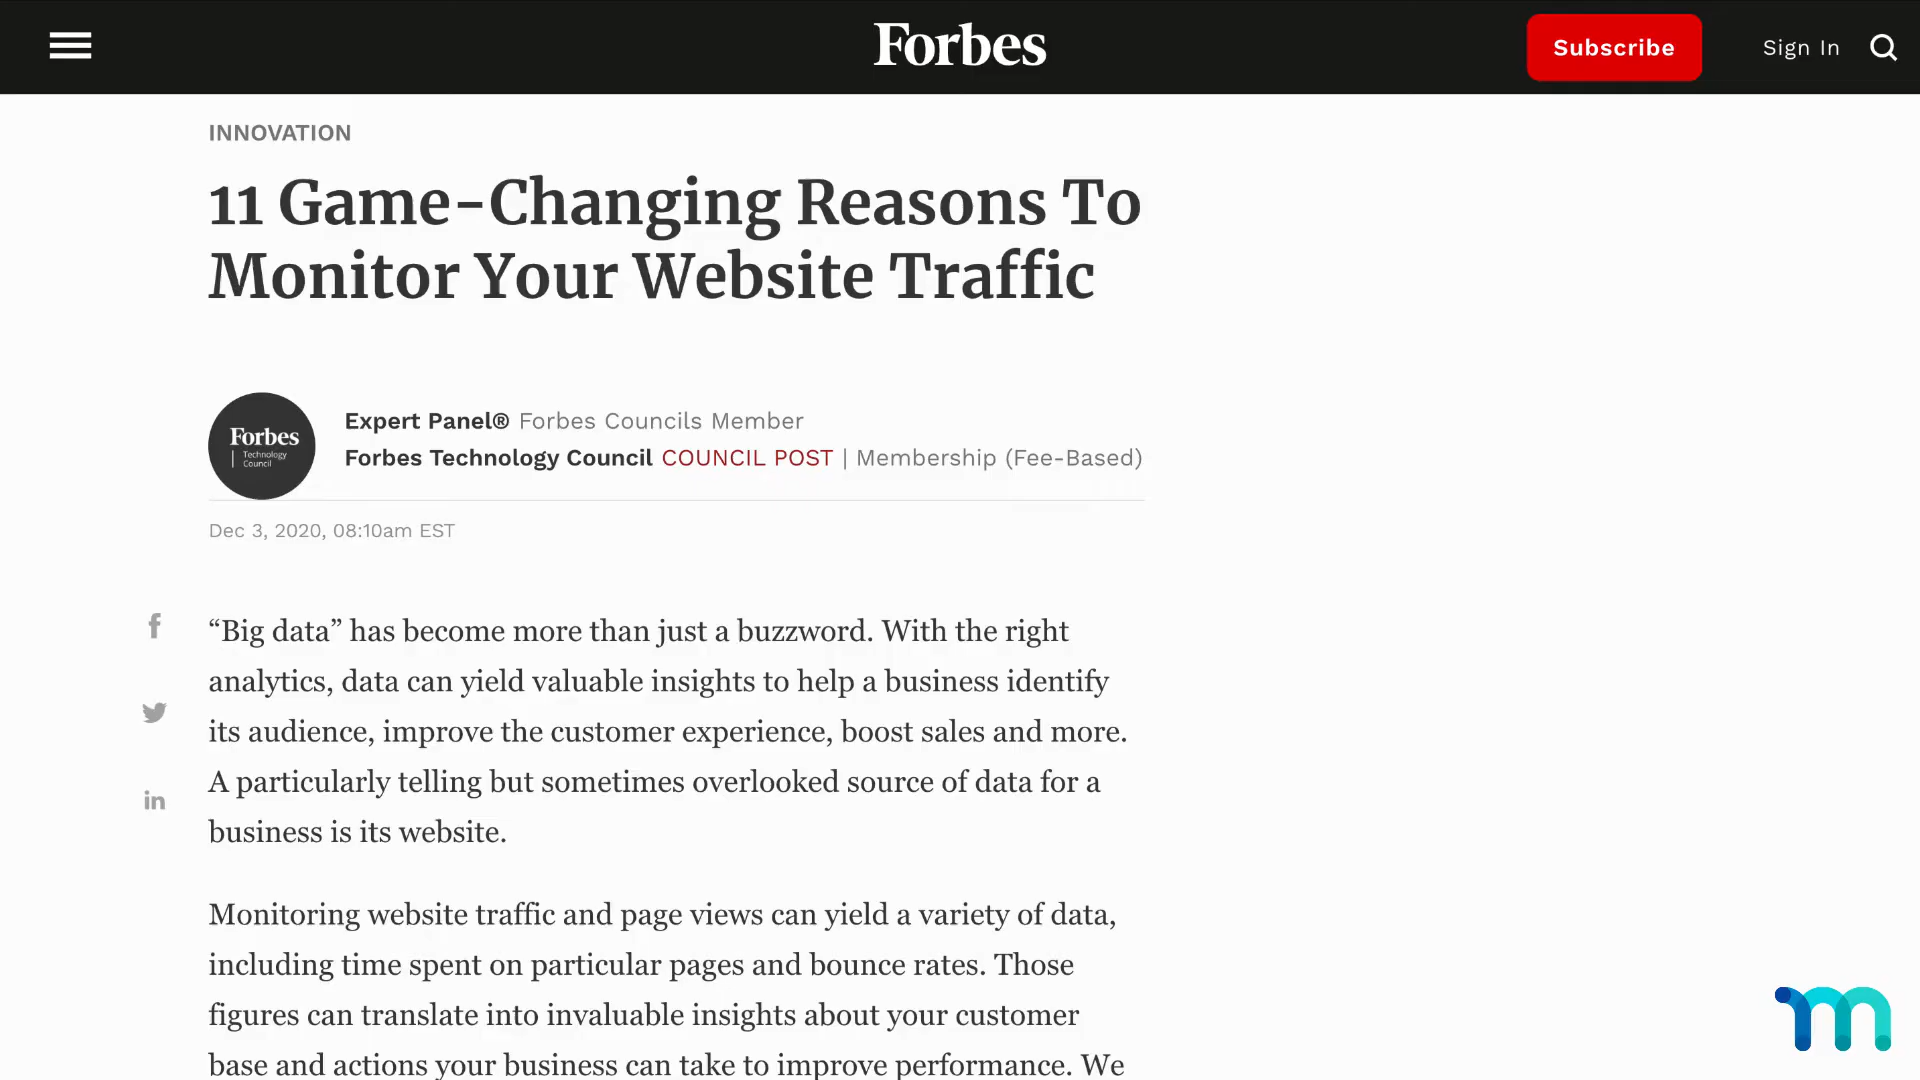 Forbes
Subscribe
Sign In
INNOVATION
11 Game-Changing Reasons To
Monitor Your Website Traffic
Forbes
Technology
Council
Expert Panel® Forbes Councils Member
Forbes Technology Council COUNCIL POST | Membership (Fee-Based)
Dec 3, 2020, 08:10am EST
“Big data” has become more than just a buzzword. With the right
analytics, data can yield valuable insights to help a business identify
its audience, improve the customer experience, boost sales and more.
A particularly telling but sometimes overlooked source of data for a
business is its website.
Monitoring website traffic and page views can yield a variety of data,
including time spent on particular pages and bounce rates. Those
figures can translate into invaluable insights about your customer
base and actions your business can take to improve performance. We